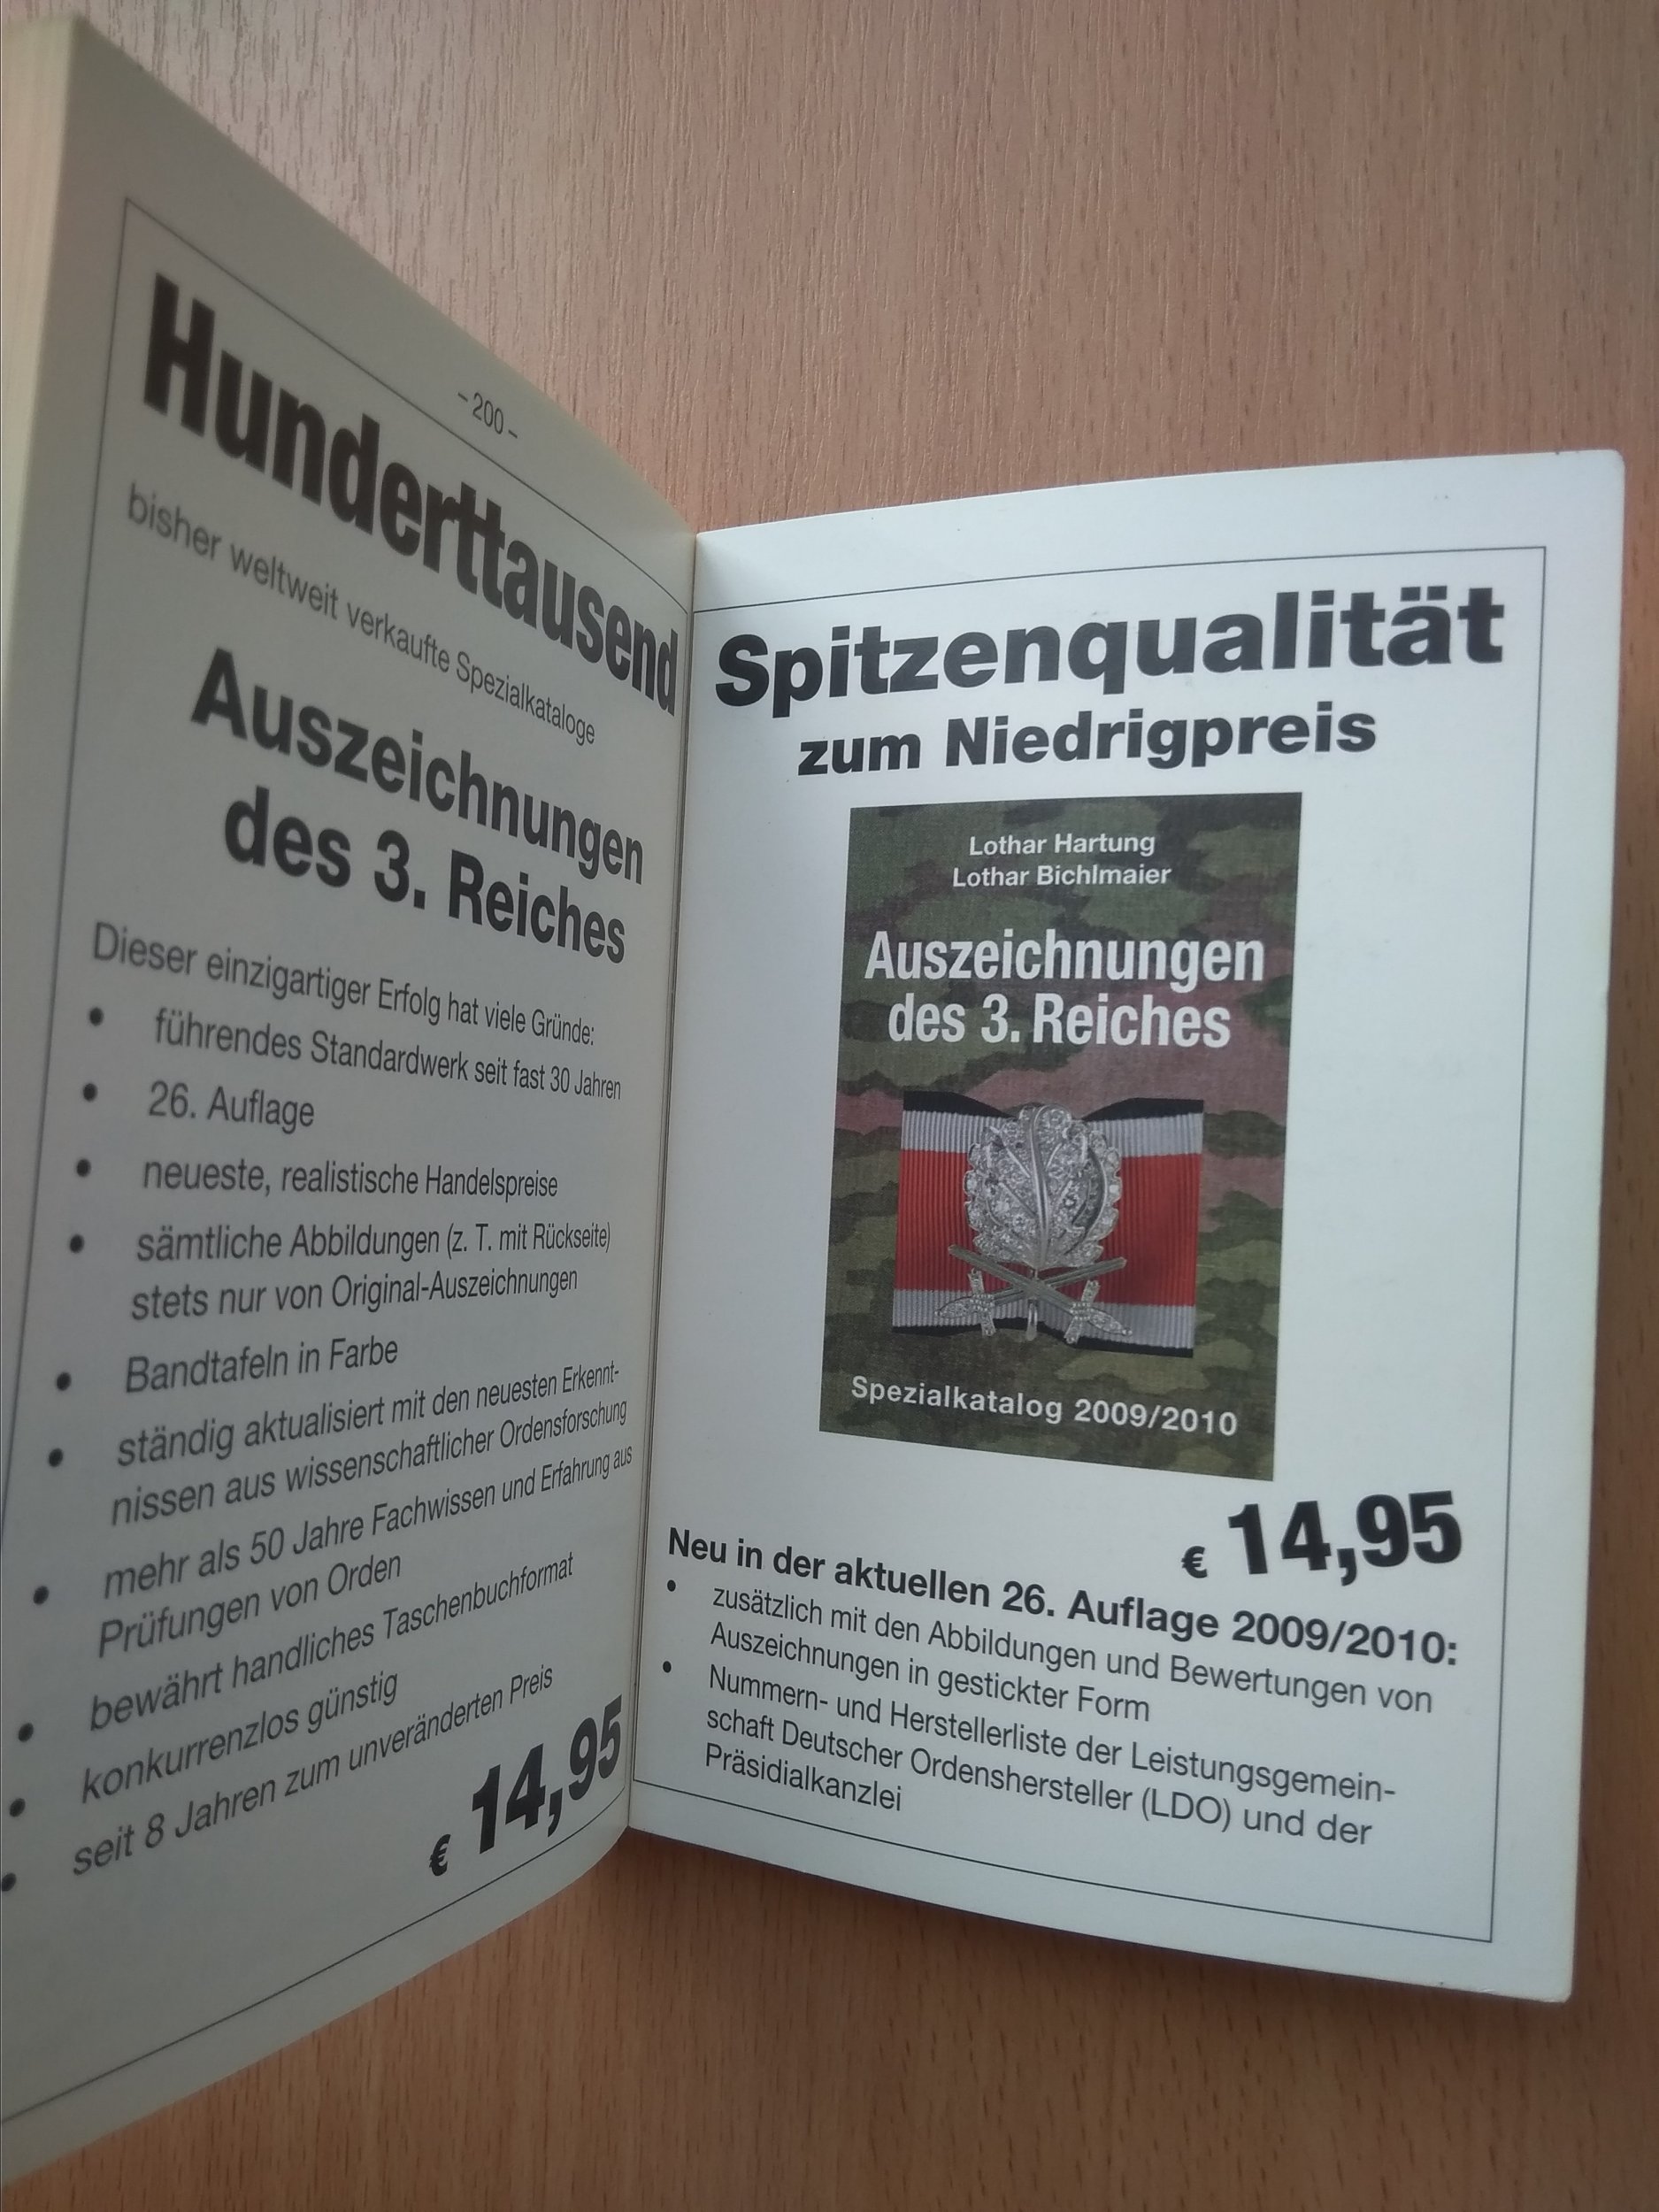 -200-
Hunderttausend
bisher weltweit verkaufte Spezialkataloge
Auszeichnungen
des 3. Reiches
Dieser einzigartiger Erfolg hat viele Gründe:
• führendes Standardwerk seit fast 30 Jahren
• 26. Auflage
• neueste, realistische Handelspreise
• sämtliche Abbildungen (z. T. mit Rückseite)
stets nur von Original-Auszeichnungen
• Bandtafeln in Farbe
• ständig aktualisiert mit den neuesten Erkennt-
nissen aus wissenschaftlicher Ordensforschung
• mehr als 50 Jahre Fachwissen und Erfahrung aus
Prüfungen von Orden
• bewährt handliches Taschenbuchformat
• konkurrenzlos günstig
• seit 8 Jahren zum unveränderten Preis
€ 14,95
Spitzenqualität
zum Niedrigpreis
Lothar Hartung
Lothar Bichlmaier
Auszeichnungen
des 3. Reiches
Spezialkatalog 2009/2010
€ 14,95
Neu in der aktuellen 26. Auflage 2009/2010:
• zusätzlich mit den Abbildungen und Bewertungen von
Auszeichnungen in gestickter Form
• Nummern- und Herstellerliste der Leistungsgemein-
schaft Deutscher Ordenshersteller (LDO) und der
Präsidialkanzlei